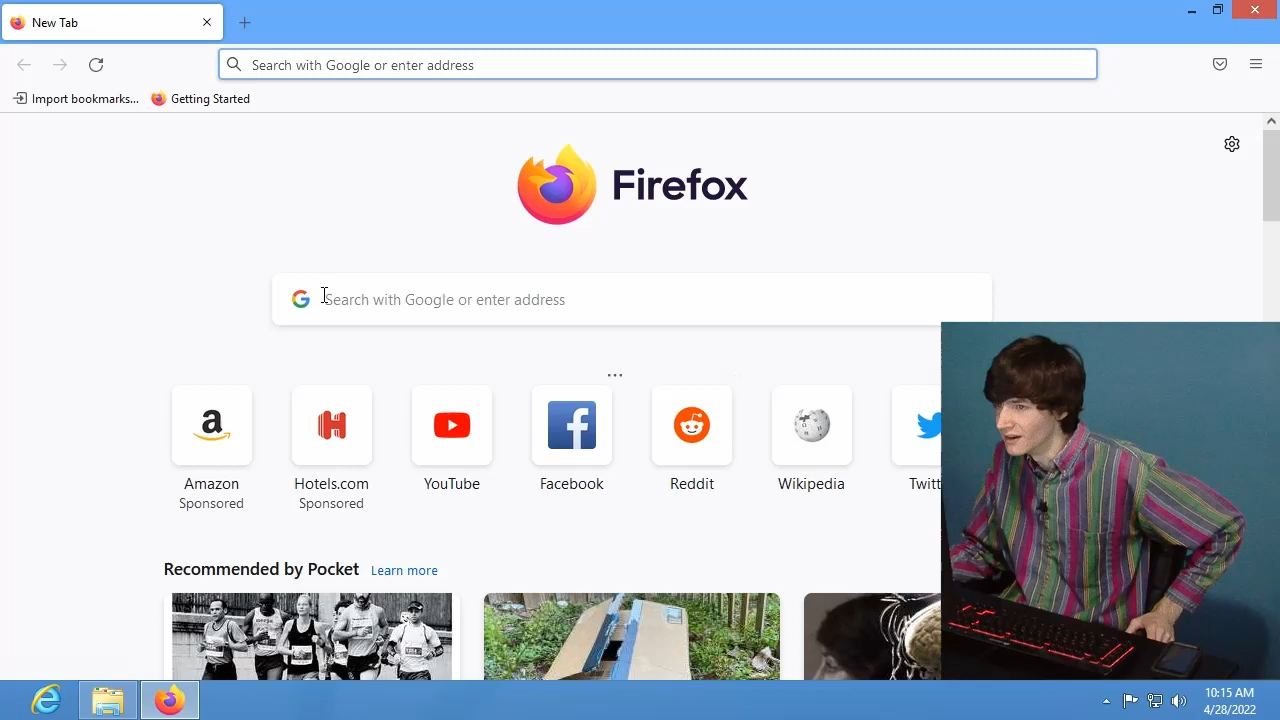 New Tab
Search with Google or enter address
Import bookmarks...
Getting Started
Firefox
Search with Google or enter address
Amazon
Sponsored
Hotels.com
Sponsored
YouTube
Facebook
Reddit
Wikipedia
Twitt
Recommended by Pocket
Learn more
10:15 AM
4/28/2022